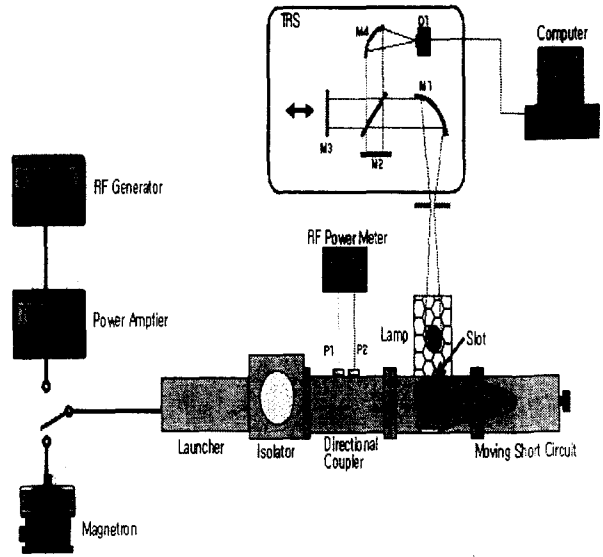 TRS
M4
D1
Computer
M1
M3
M2
RF Generator
RF Power Meter
Power Amptier
P1
P2
Lamp
Slot
Launcher
Isolator
Directional
Coupler
Moving Short Circuit
Magnetron